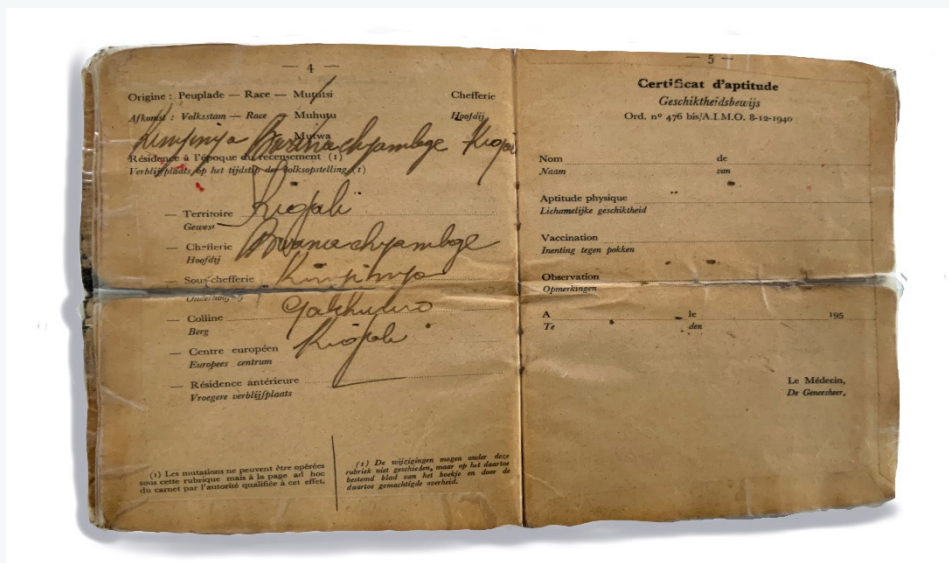 — 4 —
Origine : Peuplade — Race — Mututsi Chefferie
Afkomst : Volksstam — Race Muhutu Hoofdij
Mutwa
Kinyinya Bwanachyambge
Résidence à l'époque du recensement (1)
Verblijfplaats op het tijdstip der volksopstelling (1)
— Territoire Kigali
Gewest
— Chefferie Bwanachyambge
Hoofdij
— Sous-chefferie Kinyinya
— Colline
Berg
— Centre européen Kigali
Europees centrum
— Résidence antérieure
Vroegere verblijfplaats
(1) Les mutations ne peuvent être opérées
sous cette rubrique mais à la page ad hoc
du carnet par l'autorité qualifiée à cet effet.
(1) De wijzigingen mogen onder deze
rubriek niet geschieden, maar op het daartoe
bestemd blad van het boekje en door de
daartoe gemachtigde overheid.
— 5 —
Certificat d'aptitude
Geschiktheidsbewijs
Ord. nº 476 bis/A.I.M.O. 8-12-1940
Nom de
Naam van
Aptitude physique
Lichamelijke geschiktheid
Vaccination
Inenting tegen pokken
Observation
Opmerkingen
A le 195
Te den
Le Médecin,
De Geneesheer,